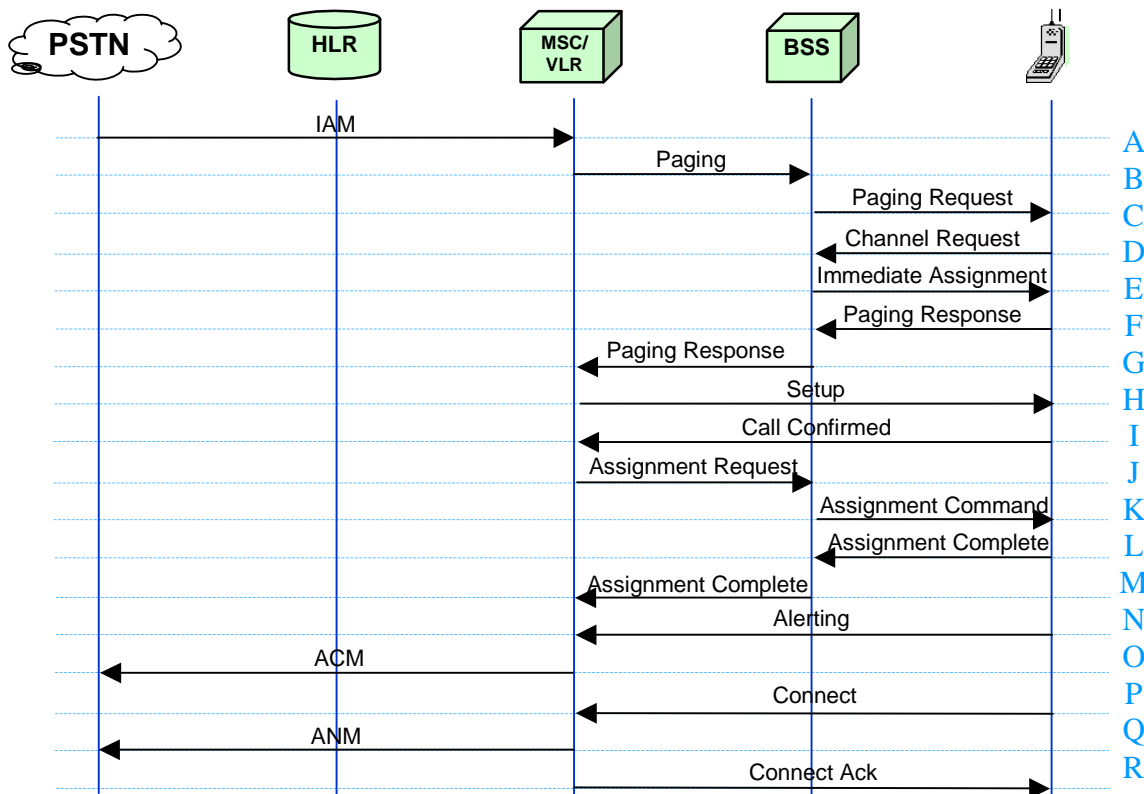 PSTN
HLR
MSC/
VLR
BSS
IAM
A
Paging
B
Paging Request
C
Channel Request
D
Immediate Assignment
E
Paging Response
F
Paging Response
G
Setup
H
Call Confirmed
I
Assignment Request
J
Assignment Command
K
Assignment Complete
L
Assignment Complete
M
Alerting
N
ACM
O
Connect
P
ANM
Q
Connect Ack
R